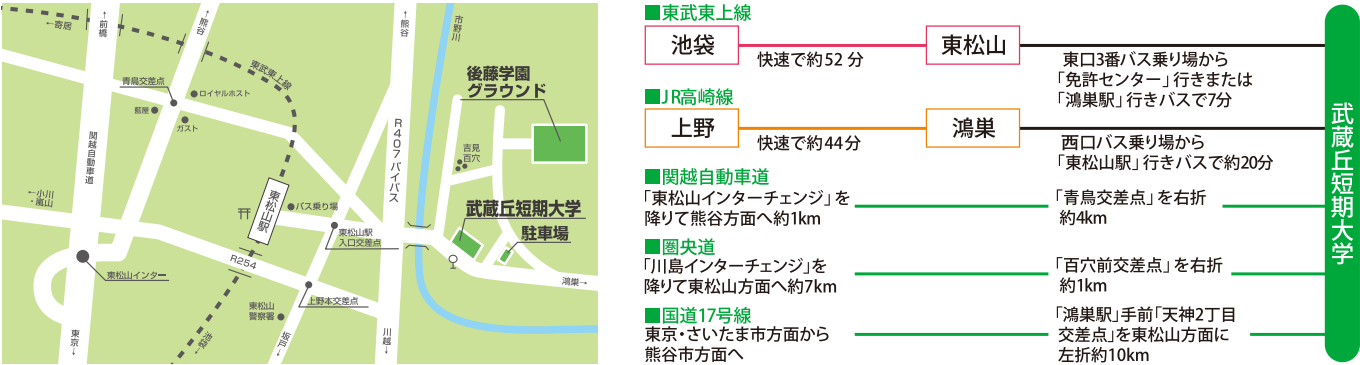 ←寄居
前橋
↑
熊谷
↑
熊谷
↑
市野川
東武東上線
後藤学園
グラウンド
青鳥交差点
ロイヤルホスト
藍屋
ガスト
関越自動車道
R407 バイパス
吉見
百穴
←小川
・嵐山
東松山駅
バス乗り場
武蔵丘短期大学
駐車場
東松山駅
入口交差点
R254
東松山インター
鴻巣→
上野本交差点
東松山
警察署
東京→
池袋→
坂戸→
川越→
■東武東上線
池袋
快速で約52 分
東松山
東口3番バス乗り場から
「免許センター」行きまたは
「鴻巣駅」行きバスで7分
■JR高崎線
上野
快速で約44分
鴻巣
西口バス乗り場から
「東松山駅」行きバスで約20分
■関越自動車道
「東松山インターチェンジ」を
降りて熊谷方面へ約1km
「青鳥交差点」を右折
約4km
■圏央道
「川島インターチェンジ」を
降りて東松山方面へ約7km
「百穴前交差点」を右折
約1km
■国道17号線
東京・さいたま市方面から
熊谷市方面へ
「鴻巣駅」手前「天神2丁目
交差点」を東松山方面に
左折約10km
武蔵丘短期大学